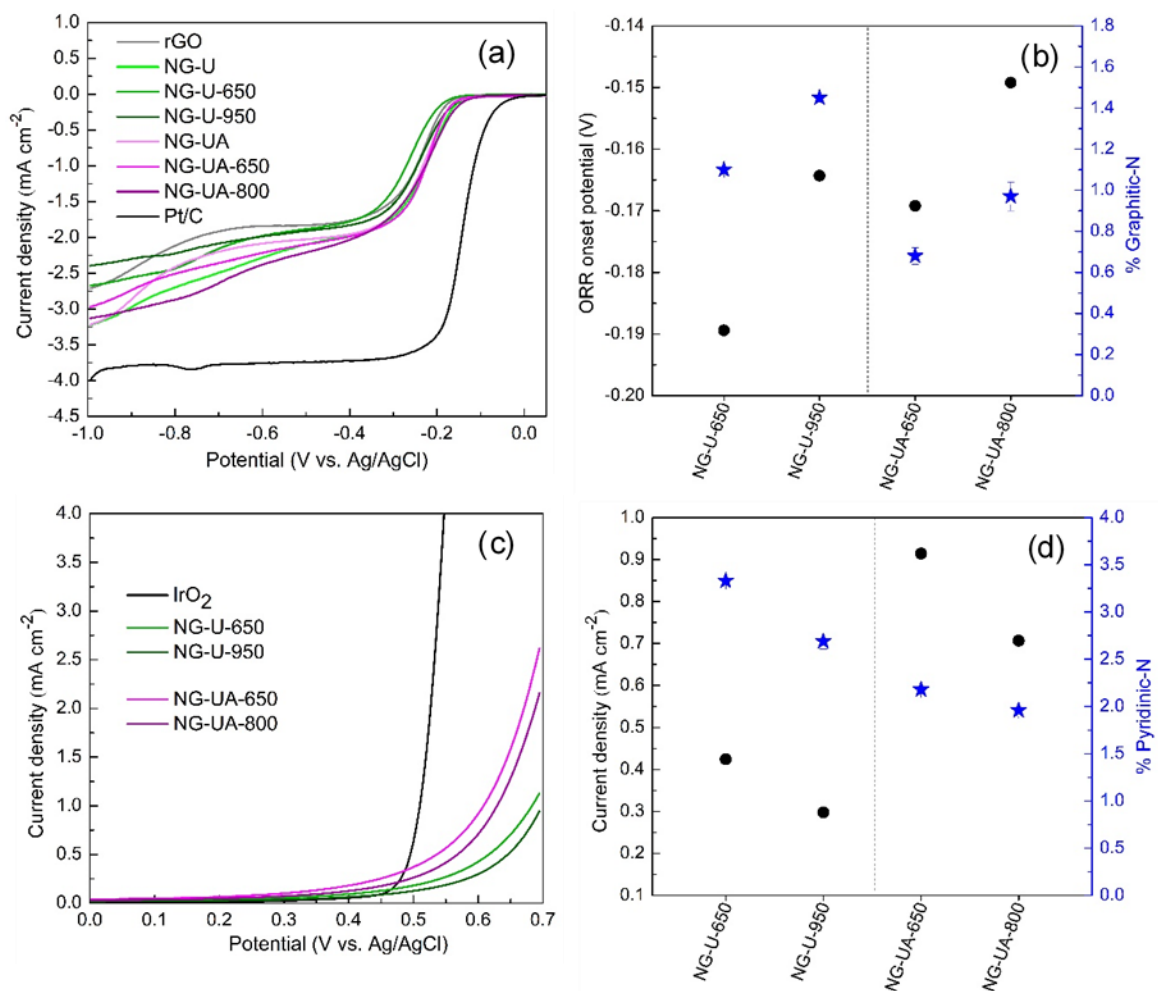 (a)
1.0
0.5
0.0
-0.5
-1.0
-1.5
-2.0
-2.5
-3.0
-3.5
-4.0
-4.5
Current density (mA cm⁻²)
rGO
NG-U
NG-U-650
NG-U-950
NG-UA
NG-UA-650
NG-UA-800
Pt/C
-1.0 -0.8 -0.6 -0.4 -0.2 0.0
Potential (V vs. Ag/AgCl)
(b)
-0.14
-0.15
-0.16
-0.17
-0.18
-0.19
-0.20
ORR onset potential (V)
1.8
1.6
1.4
1.2
1.0
0.8
0.6
0.4
0.2
0.0
% Graphitic-N
NG-U-650
NG-U-950
NG-UA-650
NG-UA-800
(c)
4.0
3.5
3.0
2.5
2.0
1.5
1.0
0.5
0.0
Current density (mA cm⁻²)
IrO₂
NG-U-650
NG-U-950
NG-UA-650
NG-UA-800
0.0 0.1 0.2 0.3 0.4 0.5 0.6 0.7
Potential (V vs. Ag/AgCl)
(d)
1.0
0.9
0.8
0.7
0.6
0.5
0.4
0.3
0.2
0.1
Current density (mA cm⁻²)
4.0
3.5
3.0
2.5
2.0
1.5
1.0
0.5
0.0
% Pyridinic-N
NG-U-650
NG-U-950
NG-UA-650
NG-UA-800